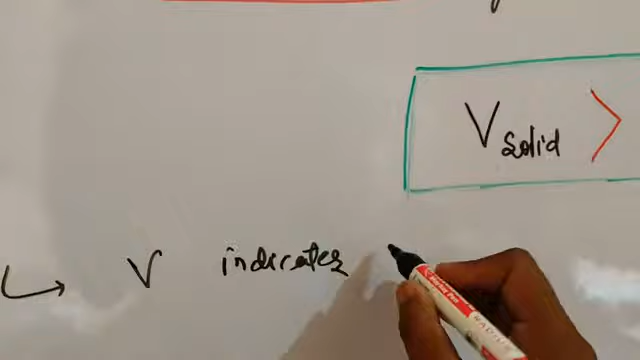 V solid >
↳ V indicates